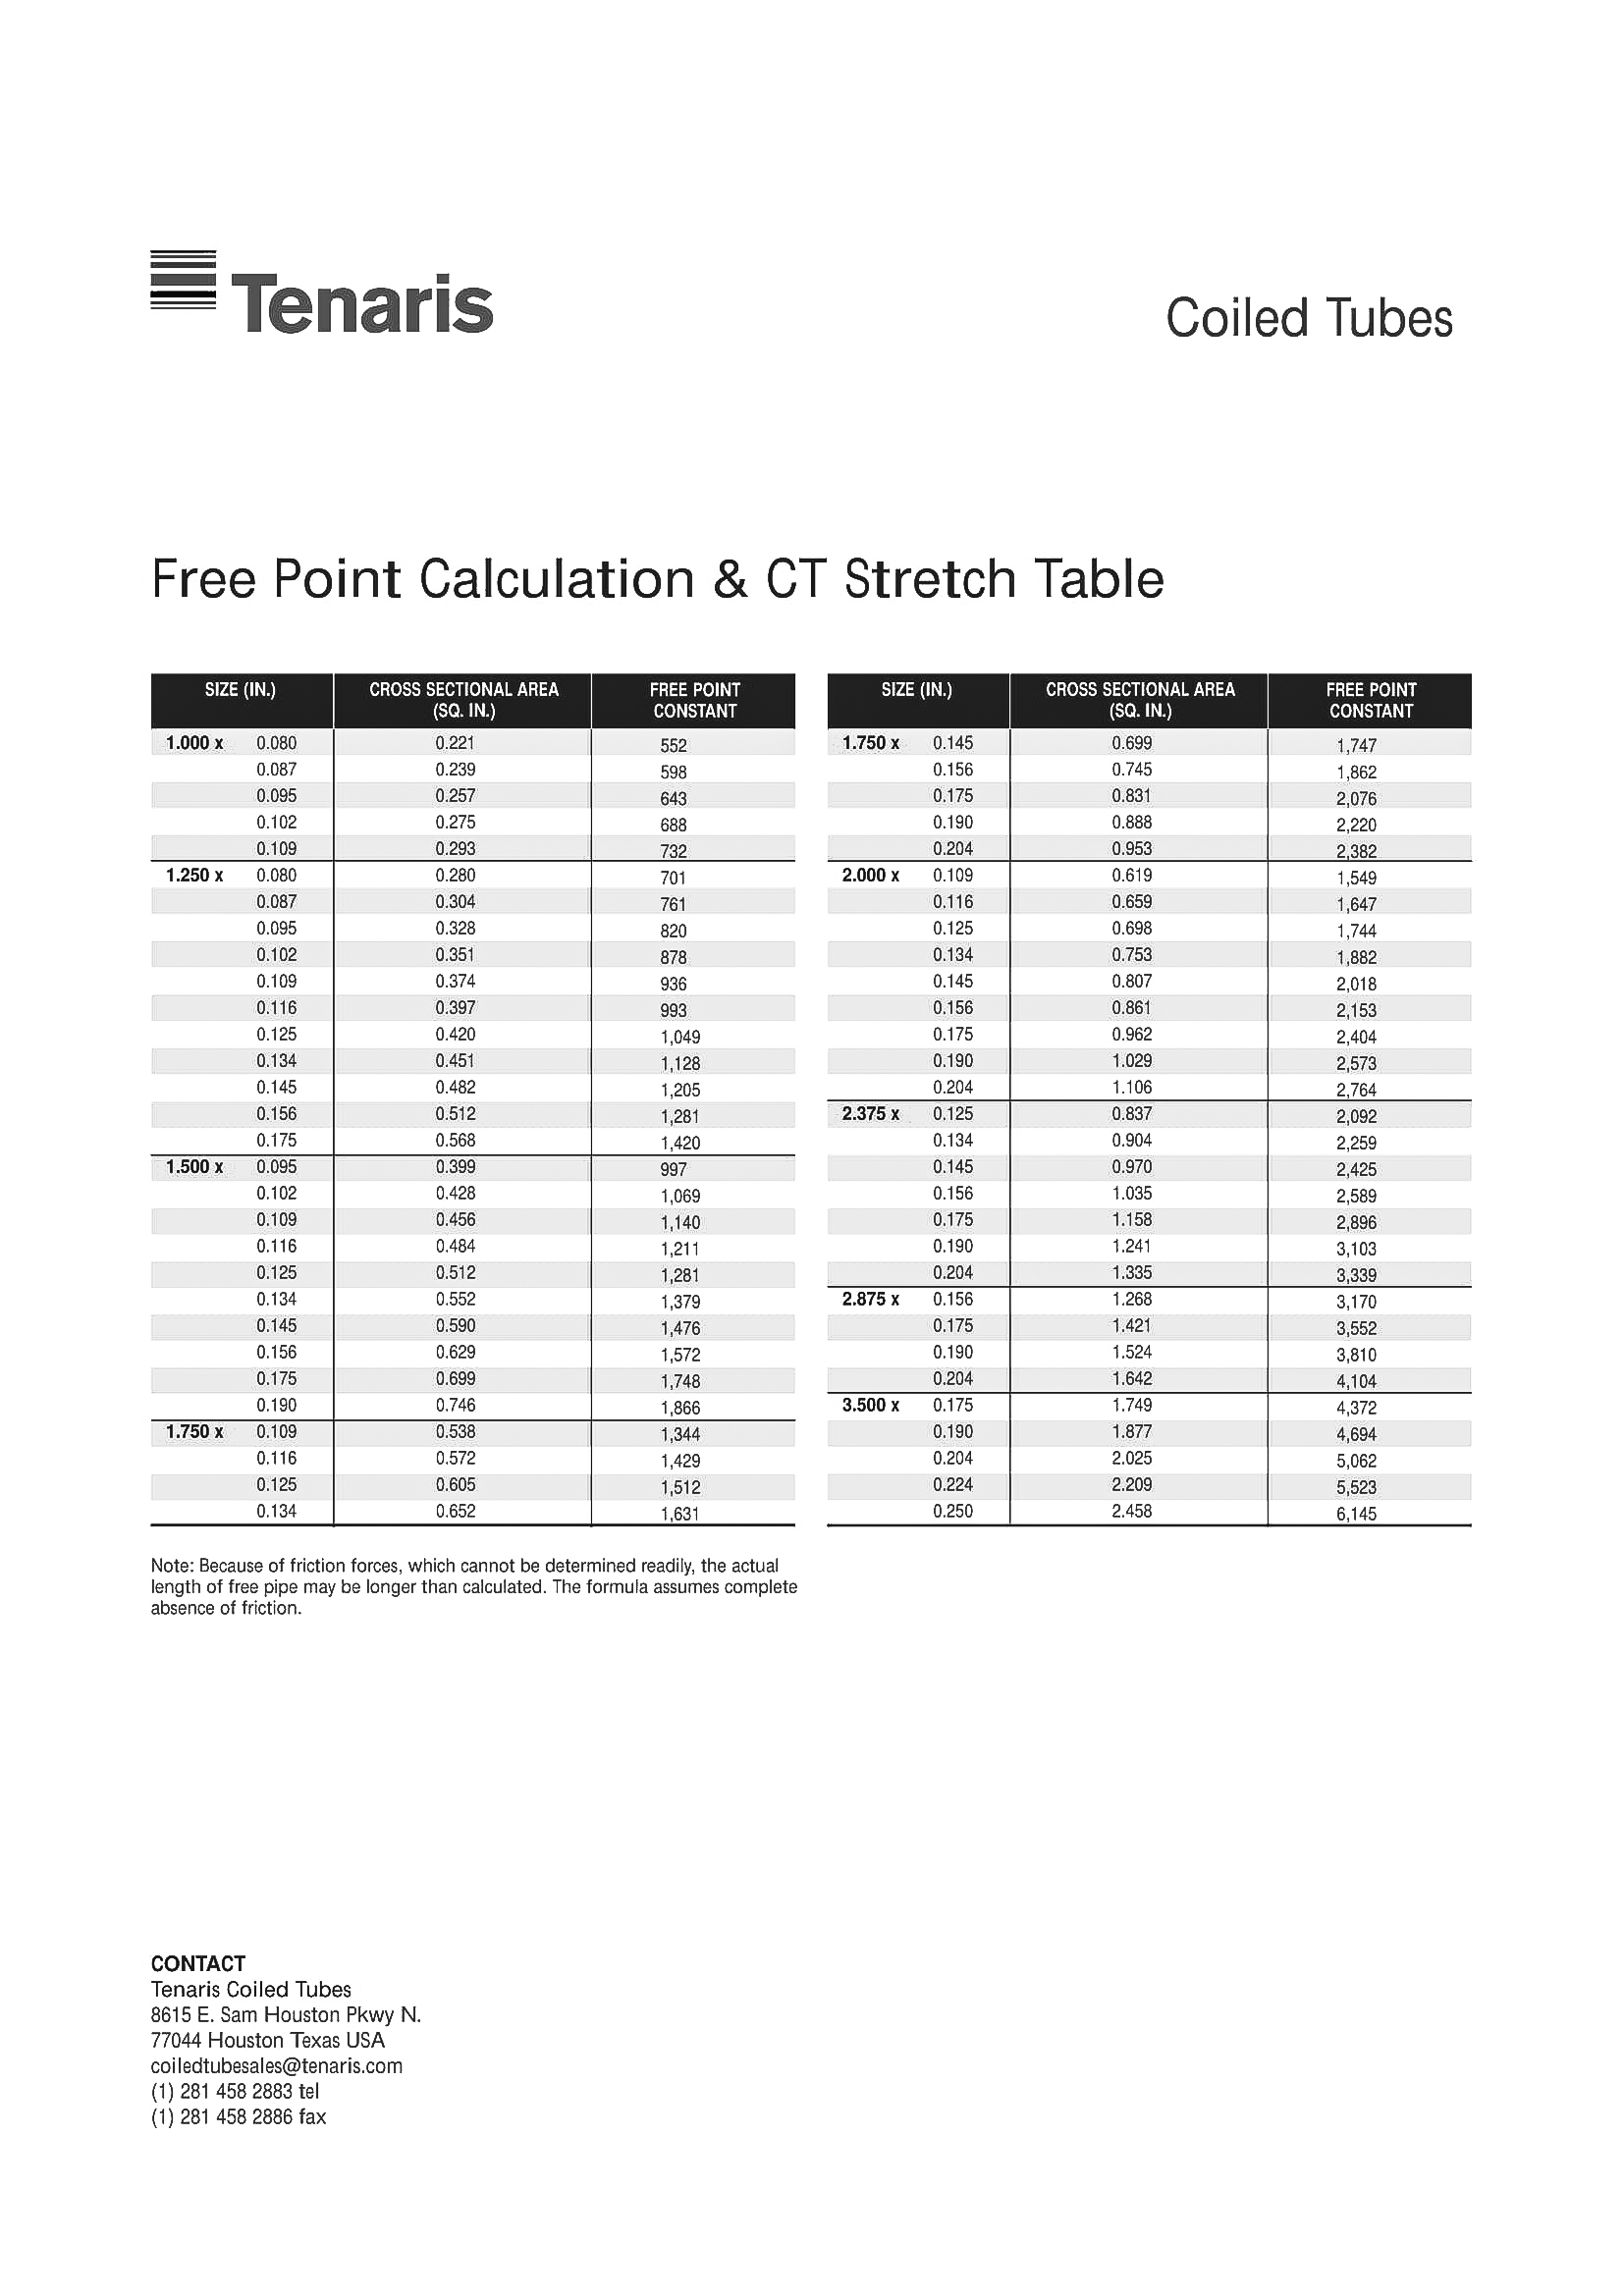 Tenaris
Coiled Tubes
Free Point Calculation & CT Stretch Table
SIZE (IN.) CROSS SECTIONAL AREA (SQ. IN.) FREE POINT CONSTANT
1.000 x 0.080 0.221 552
0.087 0.239 598
0.095 0.257 643
0.102 0.275 688
0.109 0.293 732
1.250 x 0.080 0.280 701
0.087 0.304 761
0.095 0.328 820
0.102 0.351 878
0.109 0.374 936
0.116 0.397 993
0.125 0.420 1,049
0.134 0.451 1,128
0.145 0.482 1,205
0.156 0.512 1,281
0.175 0.568 1,420
1.500 x 0.095 0.399 997
0.102 0.428 1,069
0.109 0.456 1,140
0.116 0.484 1,211
0.125 0.512 1,281
0.134 0.552 1,379
0.145 0.590 1,476
0.156 0.629 1,572
0.175 0.699 1,748
0.190 0.746 1,866
1.750 x 0.109 0.538 1,344
0.116 0.572 1,429
0.125 0.605 1,512
0.134 0.652 1,631
SIZE (IN.) CROSS SECTIONAL AREA (SQ. IN.) FREE POINT CONSTANT
1.750 x 0.145 0.699 1,747
0.156 0.745 1,862
0.175 0.831 2,076
0.190 0.888 2,220
0.204 0.953 2,382
2.000 x 0.109 0.619 1,549
0.116 0.659 1,647
0.125 0.698 1,744
0.134 0.753 1,882
0.145 0.807 2,018
0.156 0.861 2,153
0.175 0.962 2,404
0.190 1.029 2,573
0.204 1.106 2,764
2.375 x 0.125 0.837 2,092
0.134 0.904 2,259
0.145 0.970 2,425
0.156 1.035 2,589
0.175 1.158 2,896
0.190 1.241 3,103
0.204 1.335 3,339
2.875 x 0.156 1.268 3,170
0.175 1.421 3,552
0.190 1.524 3,810
0.204 1.642 4,104
3.500 x 0.175 1.749 4,372
0.190 1.877 4,694
0.204 2.025 5,062
0.224 2.209 5,523
0.250 2.458 6,145
Note: Because of friction forces, which cannot be determined readily, the actual
length of free pipe may be longer than calculated. The formula assumes complete
absence of friction.
CONTACT
Tenaris Coiled Tubes
8615 E. Sam Houston Pkwy N.
77044 Houston Texas USA
coiledtubesales@tenaris.com
(1) 281 458 2883 tel
(1) 281 458 2886 fax